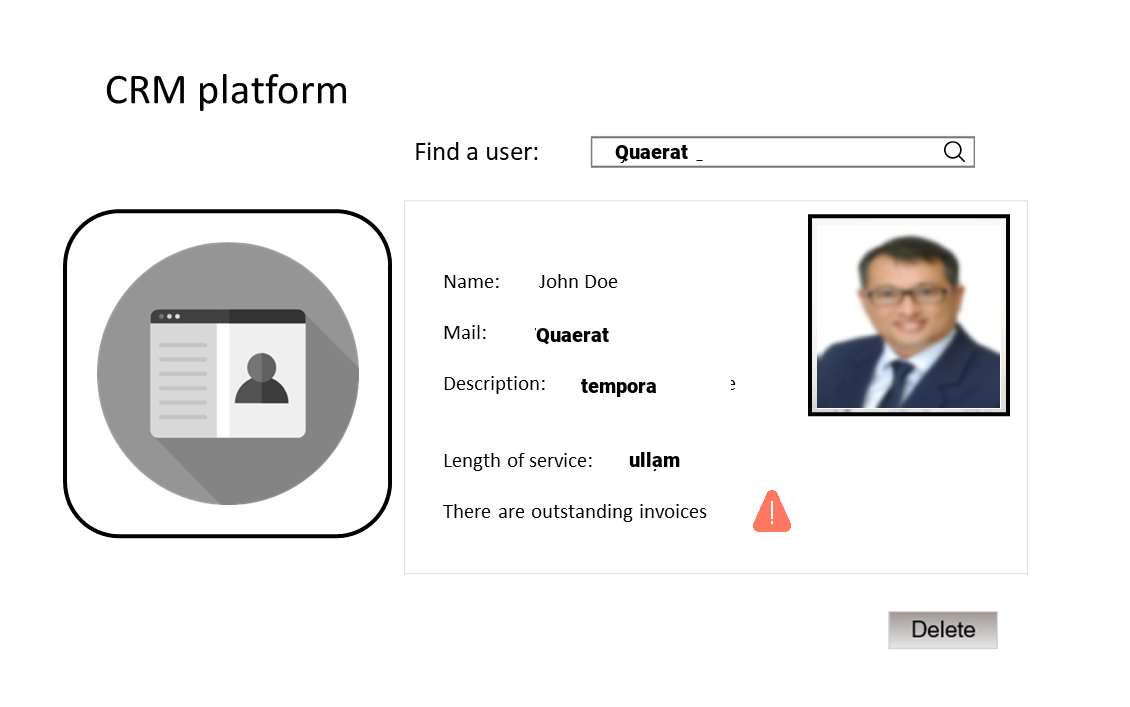 CRM platform
Find a user: Quaerat _
Name: John Doe
Mail: Quaerat
Description: tempora e
Length of service: ullam
There are outstanding invoices
Delete